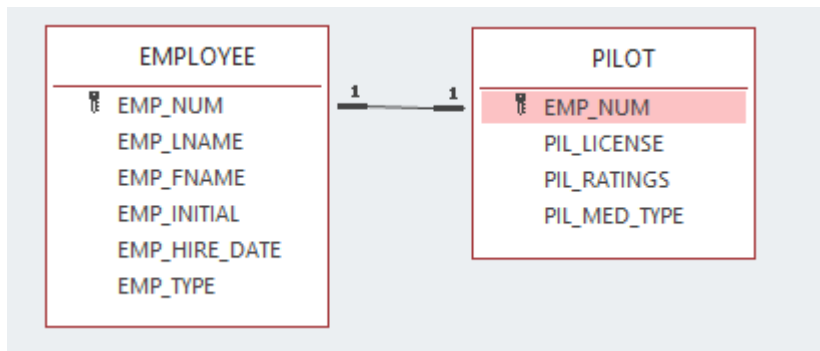 EMPLOYEE
EMP_NUM
EMP_LNAME
EMP_FNAME
EMP_INITIAL
EMP_HIRE_DATE
EMP_TYPE
1 1
PILOT
EMP_NUM
PIL_LICENSE
PIL_RATINGS
PIL_MED_TYPE